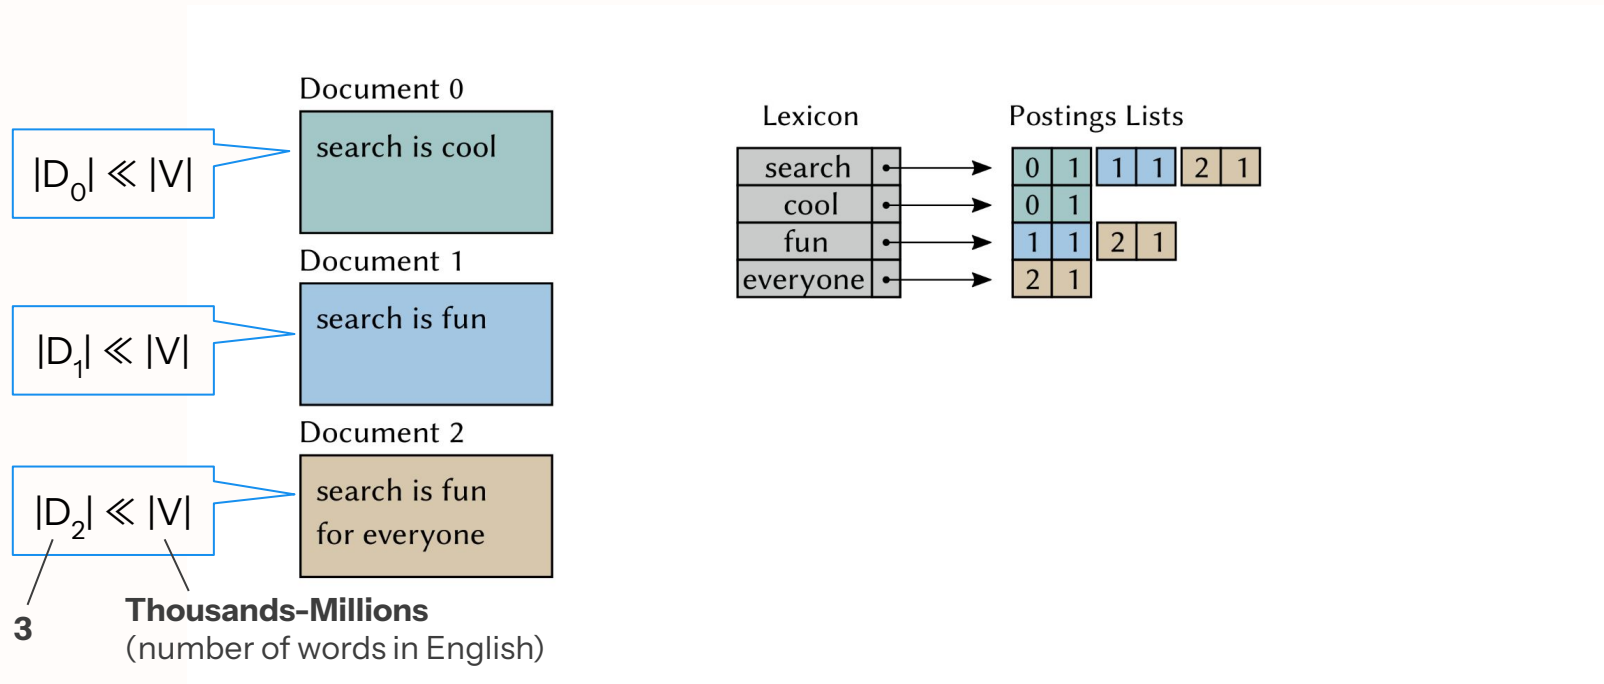 Document 0
search is cool
|D₀| ≪ |V|
Document 1
search is fun
|D₁| ≪ |V|
Document 2
search is fun
for everyone
|D₂| ≪ |V|
3
Thousands-Millions
(number of words in English)
Lexicon
Postings Lists
search 0 1 1 1 2 1
cool 0 1
fun 1 1 2 1
everyone 2 1